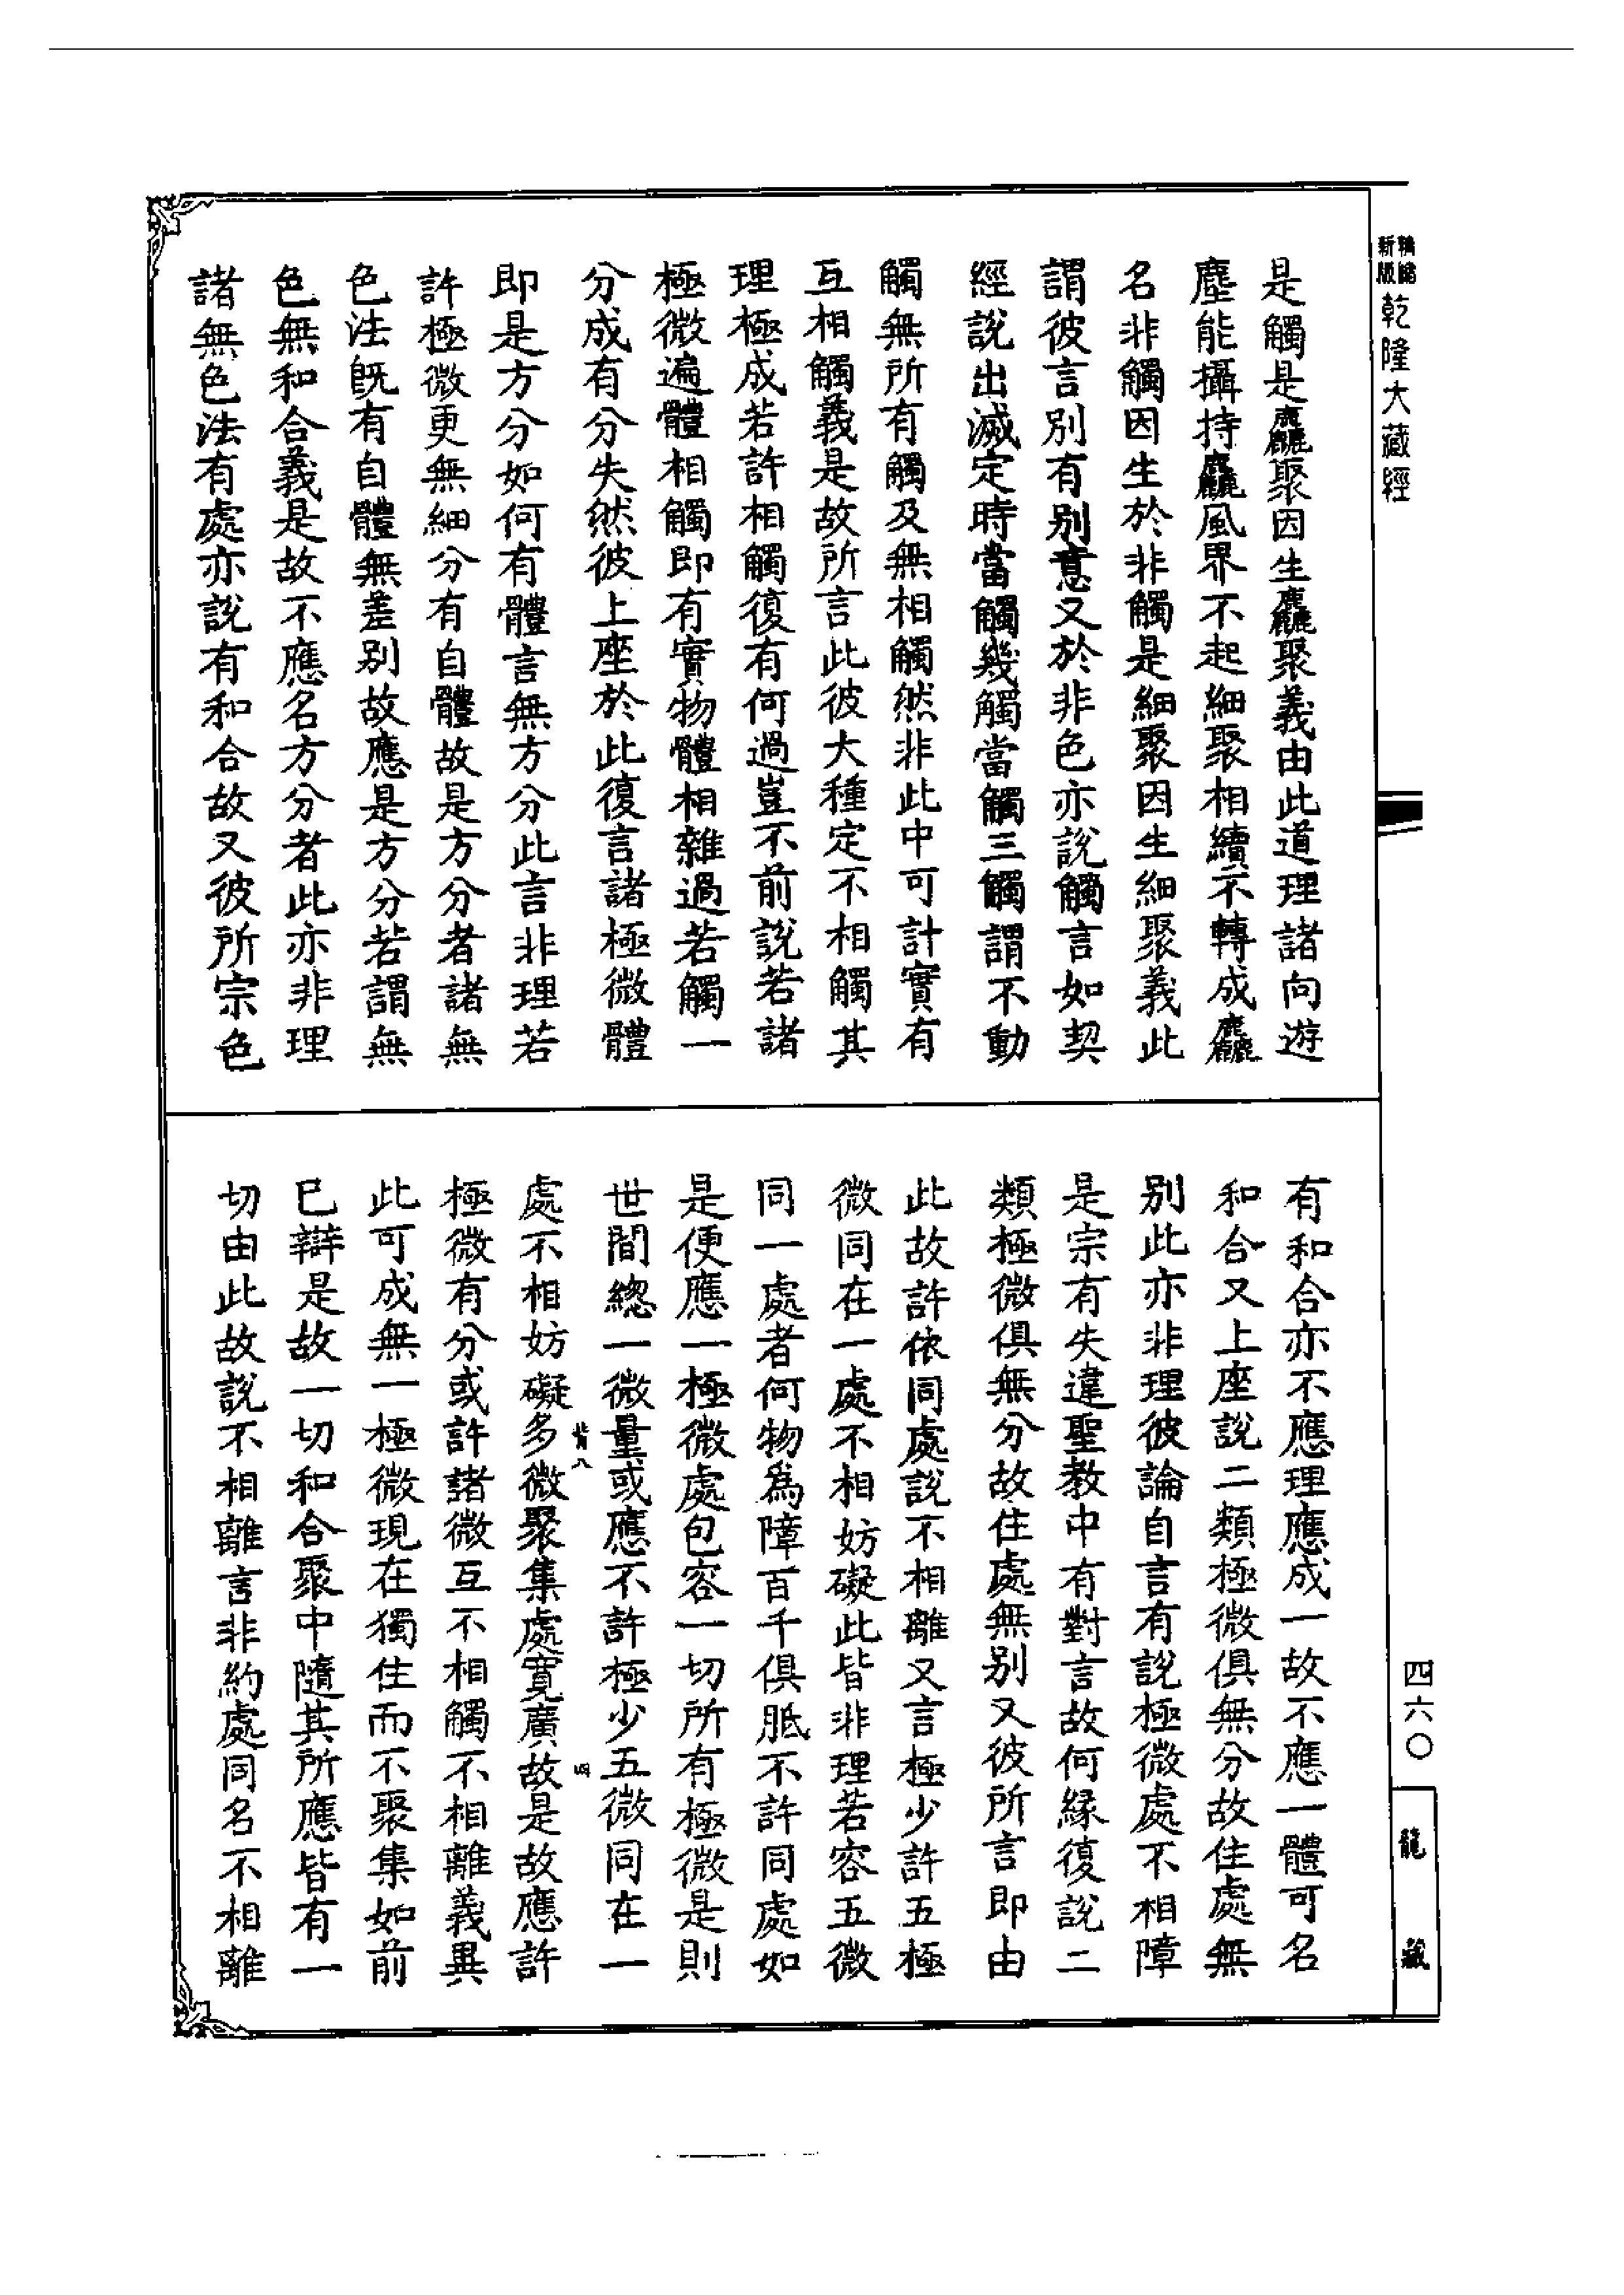 新編縮版
乾隆大藏經
是觸是麤聚因生麤聚義由此道理諸向遊
塵能攝持麤風界不起細聚相續不轉成麤
名非觸因生於非觸是細聚因生細聚義此
謂彼言別有別意又於非色亦說觸言如契
經說出滅定時當觸幾觸當觸三觸謂不動
觸無所有觸及無相觸然非此中可計實有
互相觸義是故所言此彼大種定不相觸其
理極成若許相觸復有何過豈不前說若諸
極微遍體相觸即有實物體相雜過若觸一
分成有分失然彼上座於此復言諸極微體
即是方分如何有體言無方分此言非理若
許極微更無細分有自體故是方分者諸無
色法既有自體無差別故應是方分若謂無
色無和合義是故不應名方分者此亦非理
諸無色法有處亦說有和合故又彼所宗色
有和合亦不應理應成一故不應一體可名
和合又上座說二類極微俱無分故住處無
別此亦非理彼論自言有說極微處不相障
是宗有失違聖教中有對言故何緣復說二
類極微俱無分故住處無別又彼所言即由
此故許依同處說不相離又言極少許五極
微同在一處不相妨礙此皆非理若容五微
同一處者何物爲障百千俱胝不許同處如
是便應一極微處包容一切所有極微是則
世間總一微量或應不許極少五微同在一
處不相妨礙多微聚集處寬廣故是故應許
極微有分或許諸微互不相觸不相離義異
此可成無一極微現在獨住而不聚集如前
已辯是故一切和合聚中隨其所應皆有一
切由此故說不相離言非約處同名不相離
四六〇
龍藏